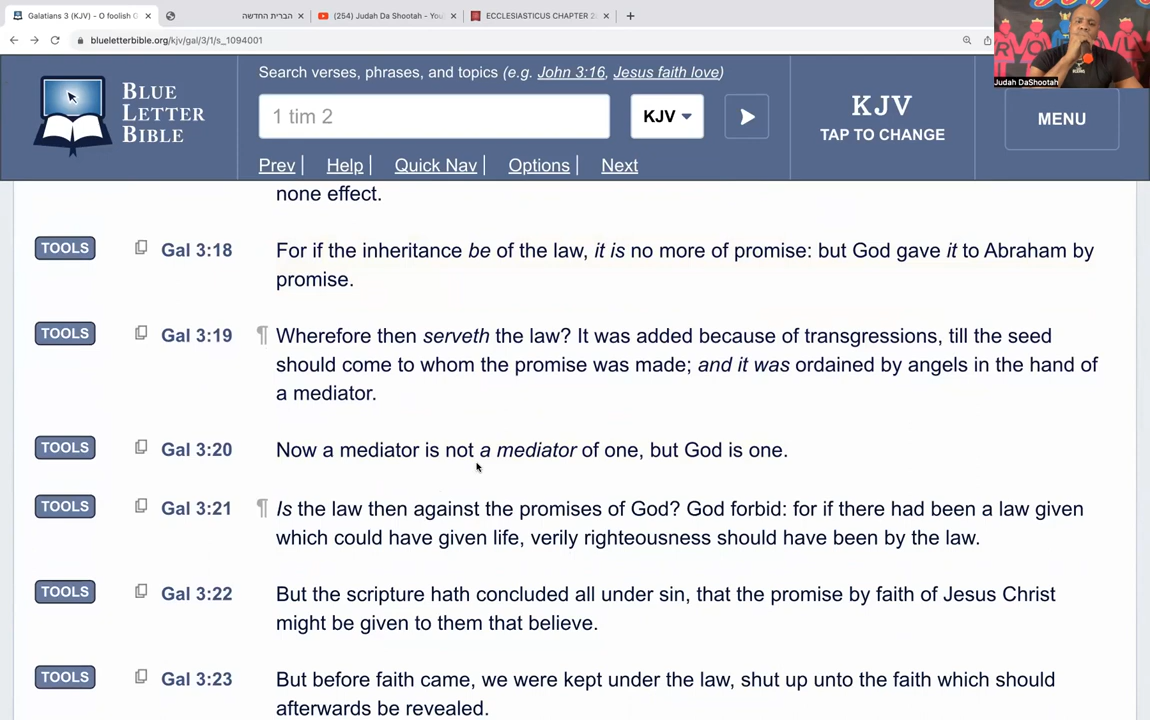 Galatians 3 (KJV) - O foolish G
הברית החדשה
(254) Judah Da Shootah - You
ECCLESIASTICUS CHAPTER 2
blueletterbible.org/kjv/gal/3/1/s_1094001
Judah DaShootah
BLUE
LETTER
BIBLE
Search verses, phrases, and topics (e.g. John 3:16, Jesus faith love)
1 tim 2
KJV
Prev | Help | Quick Nav | Options | Next
KJV
TAP TO CHANGE
MENU
none effect.
TOOLS Gal 3:18 For if the inheritance be of the law, it is no more of promise: but God gave it to Abraham by
promise.
TOOLS Gal 3:19 ¶ Wherefore then serveth the law? It was added because of transgressions, till the seed
should come to whom the promise was made; and it was ordained by angels in the hand of
a mediator.
TOOLS Gal 3:20 Now a mediator is not a mediator of one, but God is one.
TOOLS Gal 3:21 ¶ Is the law then against the promises of God? God forbid: for if there had been a law given
which could have given life, verily righteousness should have been by the law.
TOOLS Gal 3:22 But the scripture hath concluded all under sin, that the promise by faith of Jesus Christ
might be given to them that believe.
TOOLS Gal 3:23 But before faith came, we were kept under the law, shut up unto the faith which should
afterwards be revealed.